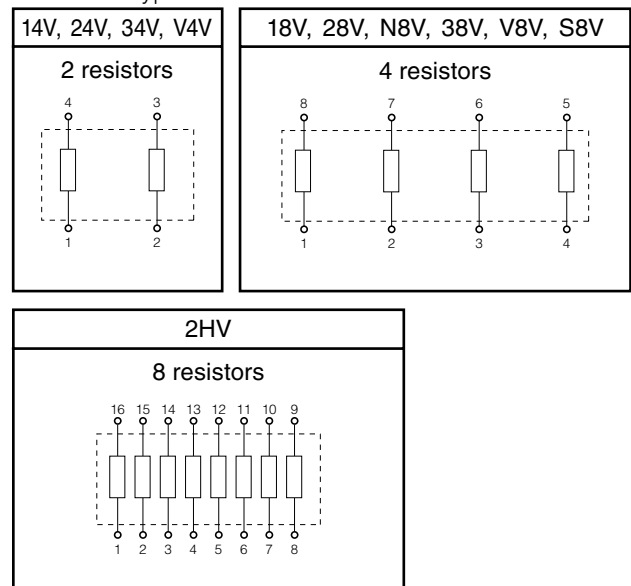 14V, 24V, 34V, V4V
2 resistors
4 3
1 2
18V, 28V, N8V, 38V, V8V, S8V
4 resistors
8 7 6 5
1 2 3 4
2HV
8 resistors
16 15 14 13 12 11 10 9
1 2 3 4 5 6 7 8